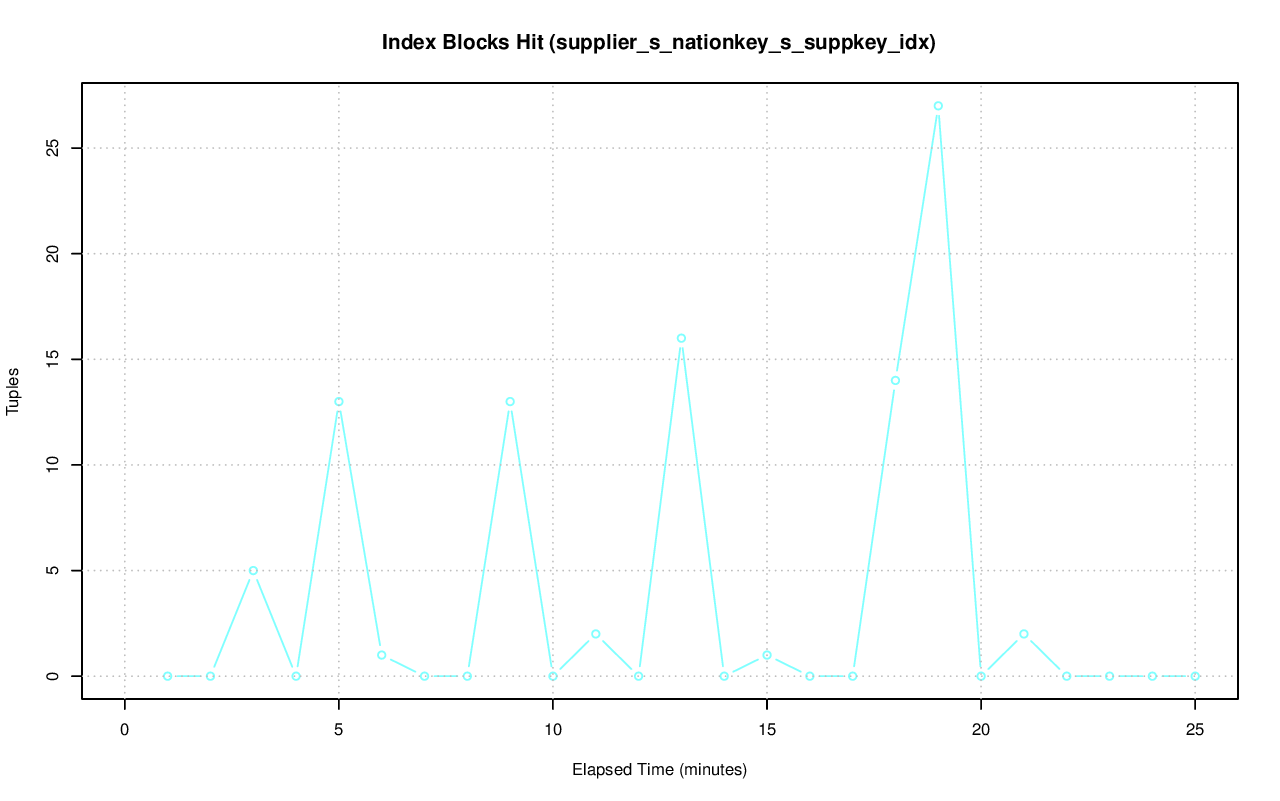 Index Blocks Hit (supplier_s_nationkey_s_suppkey_idx)
25
20
15
10
5
0
Tuples
0 5 10 15 20 25
Elapsed Time (minutes)